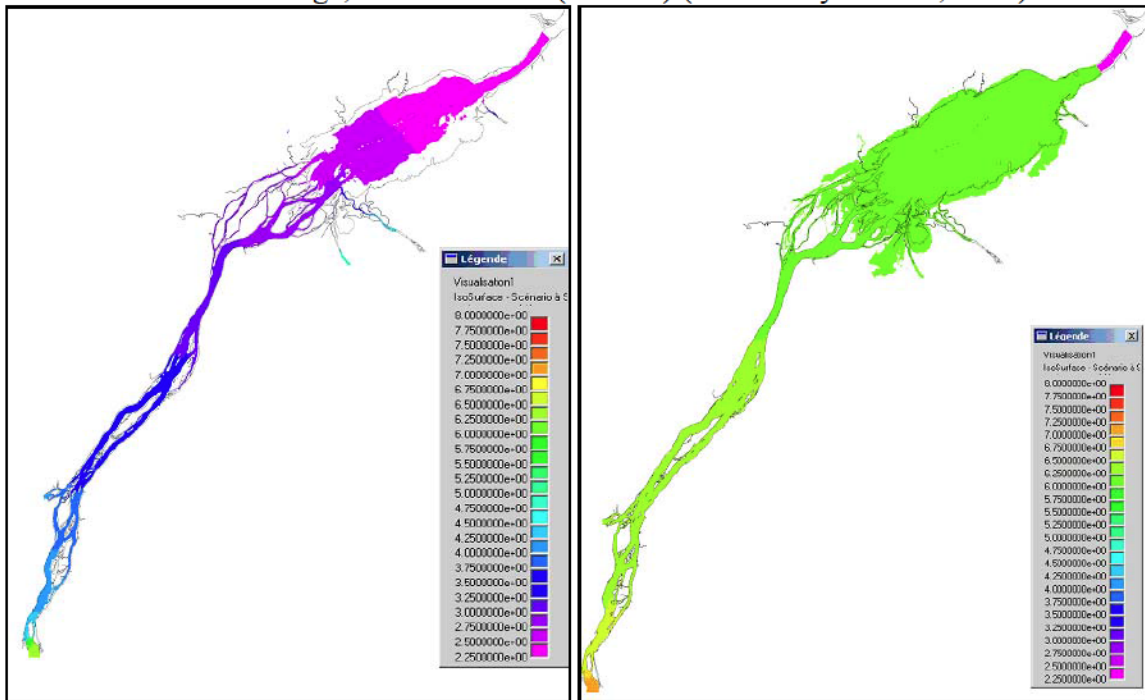 Légende
Visualisation1
IsoSurface - Scénario à S
8.0000000e+00
7.7500000e+00
7.5000000e+00
7.2500000e+00
7.0000000e+00
6.7500000e+00
6.5000000e+00
6.2500000e+00
6.0000000e+00
5.7500000e+00
5.5000000e+00
5.2500000e+00
5.0000000e+00
4.7500000e+00
4.5000000e+00
4.2500000e+00
4.0000000e+00
3.7500000e+00
3.5000000e+00
3.2500000e+00
3.0000000e+00
2.7500000e+00
2.5000000e+00
2.2500000e+00
Légende
Visualisation1
IsoSurface - Scénario à S
8.0000000e+00
7.7500000e+00
7.5000000e+00
7.2500000e+00
7.0000000e+00
6.7500000e+00
6.5000000e+00
6.2500000e+00
6.0000000e+00
5.7500000e+00
5.5000000e+00
5.2500000e+00
5.0000000e+00
4.7500000e+00
4.5000000e+00
4.2500000e+00
4.0000000e+00
3.7500000e+00
3.5000000e+00
3.2500000e+00
3.0000000e+00
2.7500000e+00
2.5000000e+00
2.2500000e+00